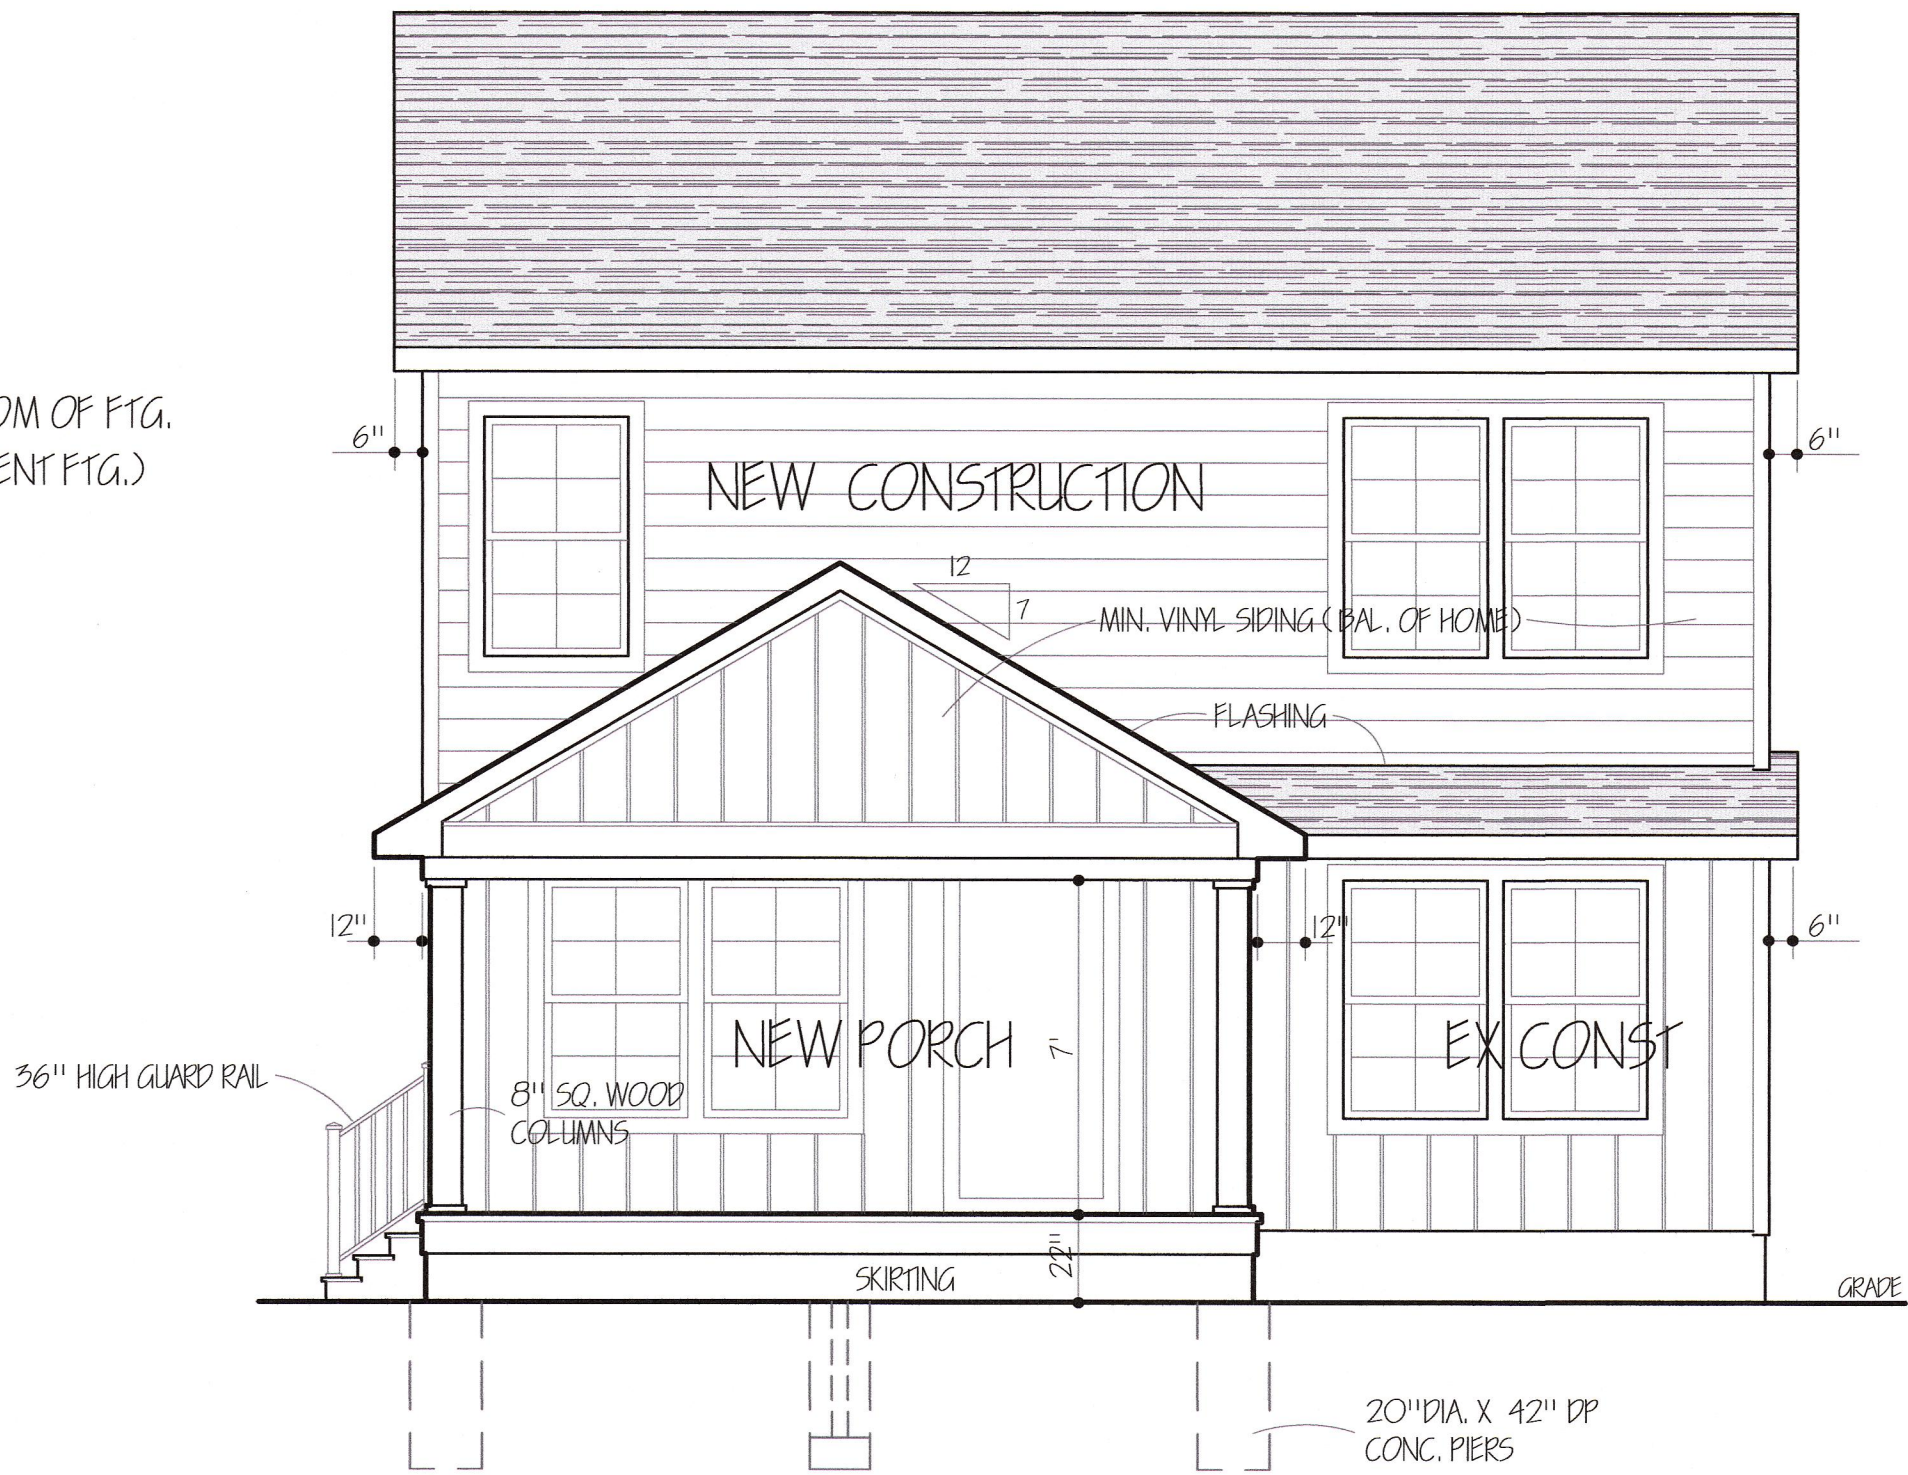 OM OF FTG.
ENT FTG.)
6"
6"
NEW CONSTRUCTION
12
7
MIN. VINYL SIDING (BAL. OF HOME)
FLASHING
12"
12"
6"
NEW PORCH
7'
EX CONST
36" HIGH GUARD RAIL
8" SQ. WOOD
COLUMNS
22"
SKIRTING
GRADE
20"DIA. X 42" DP
CONC. PIERS